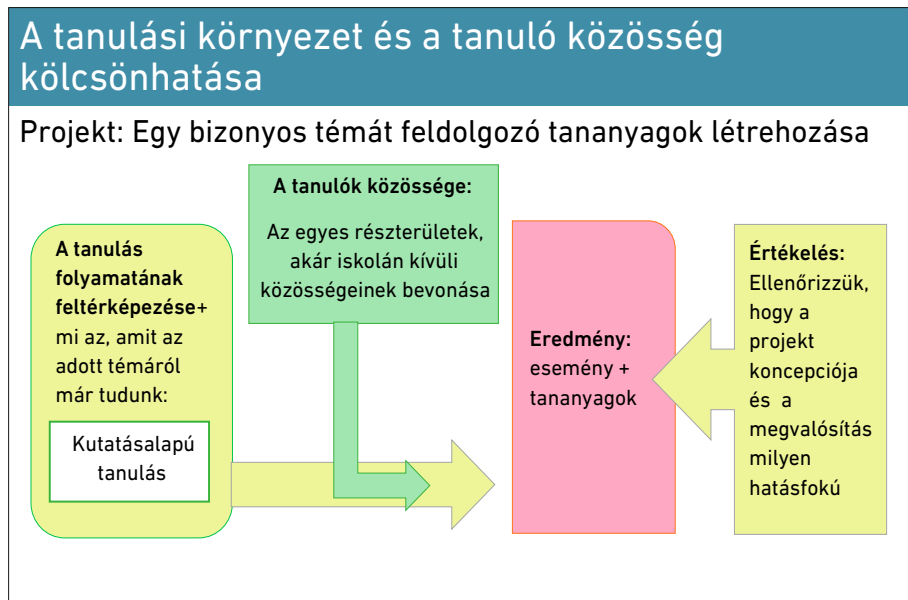 A tanulási környezet és a tanuló közösség
kölcsönhatása
Projekt: Egy bizonyos témát feldolgozó tananyagok létrehozása
A tanulás
folyamatának
feltérképezése+
mi az, amit az
adott témáról
már tudunk:
Kutatásalapú
tanulás
A tanulók közössége:
Az egyes részterületek,
akár iskolán kívüli
közösségeinek bevonása
Eredmény:
esemény +
tananyagok
Értékelés:
Ellenőrizzük,
hogy a
projekt
koncepciója
és a
megvalósítás
milyen
hatásfokú